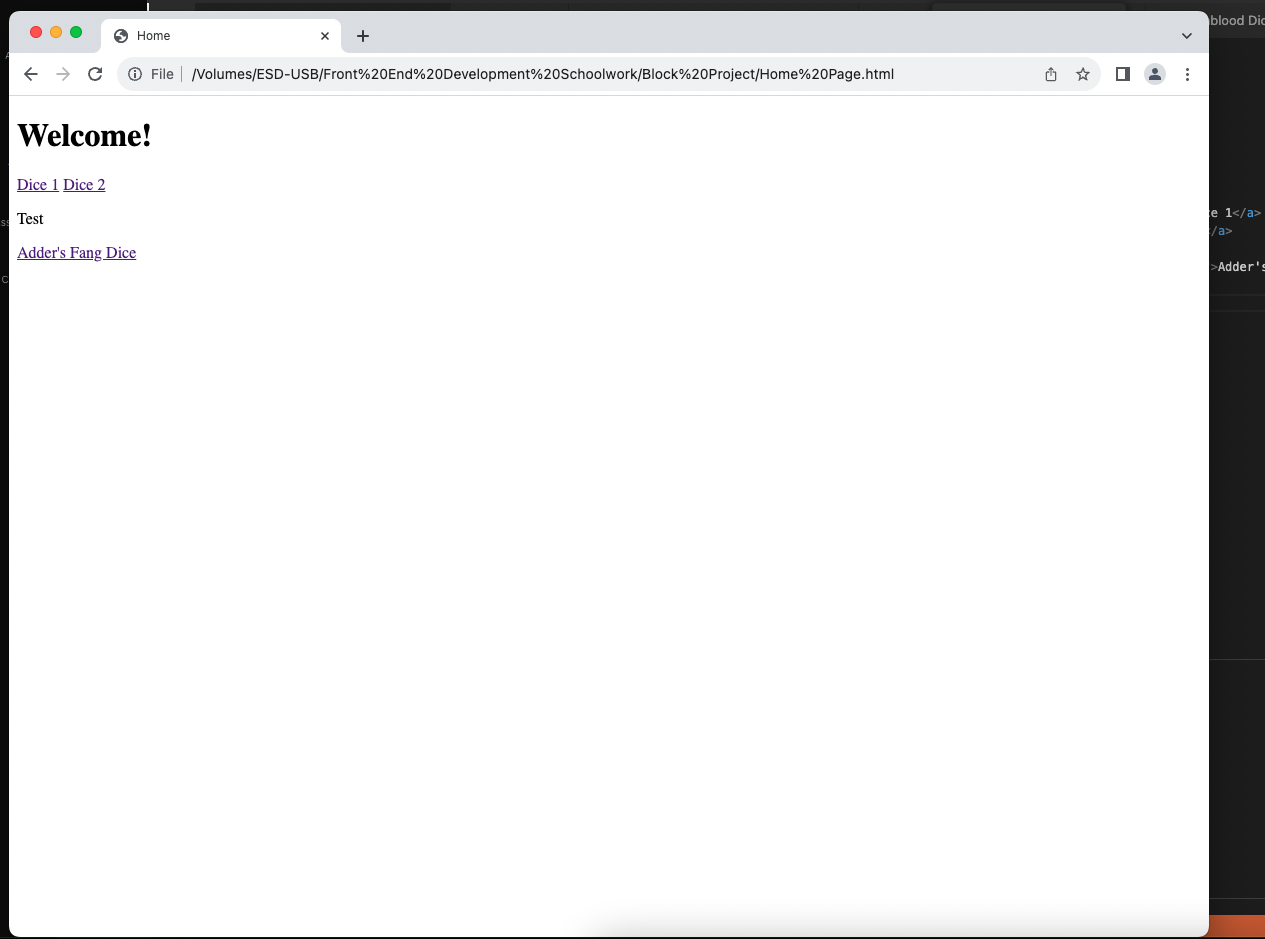 blood Dic
Home
File
/Volumes/ESD-USB/Front%20End%20Development%20Schoolwork/Block%20Project/Home%20Page.html
Welcome!
Dice 1 Dice 2
e 1</a>
/a>
Test
Adder's Fang Dice
>Adder's